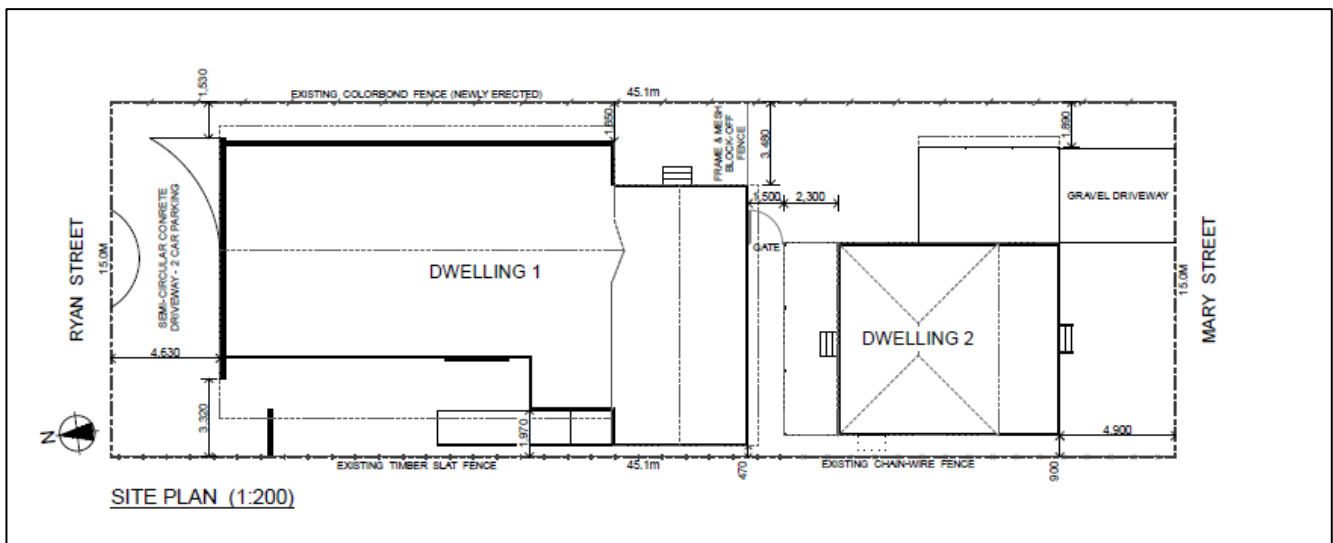 1,530
EXISTING COLORBOND FENCE (NEWLY ERECTED)
45.1m
1,650
FRAME & MESH
BLOCK-OFF
FENCE
3,480
1,890
RYAN STREET
15.0M
SEMI-CIRCULAR CONRETE
DRIVEWAY - 2 CAR PARKING
1,500
2,300
GRAVEL DRIVEWAY
GATE
DWELLING 1
DWELLING 2
15.0M
MARY STREET
4,630
3,320
1,970
4,900
N
EXISTING TIMBER SLAT FENCE
45.1m
470
EXISTING CHAIN-WIRE FENCE
900
SITE PLAN (1:200)